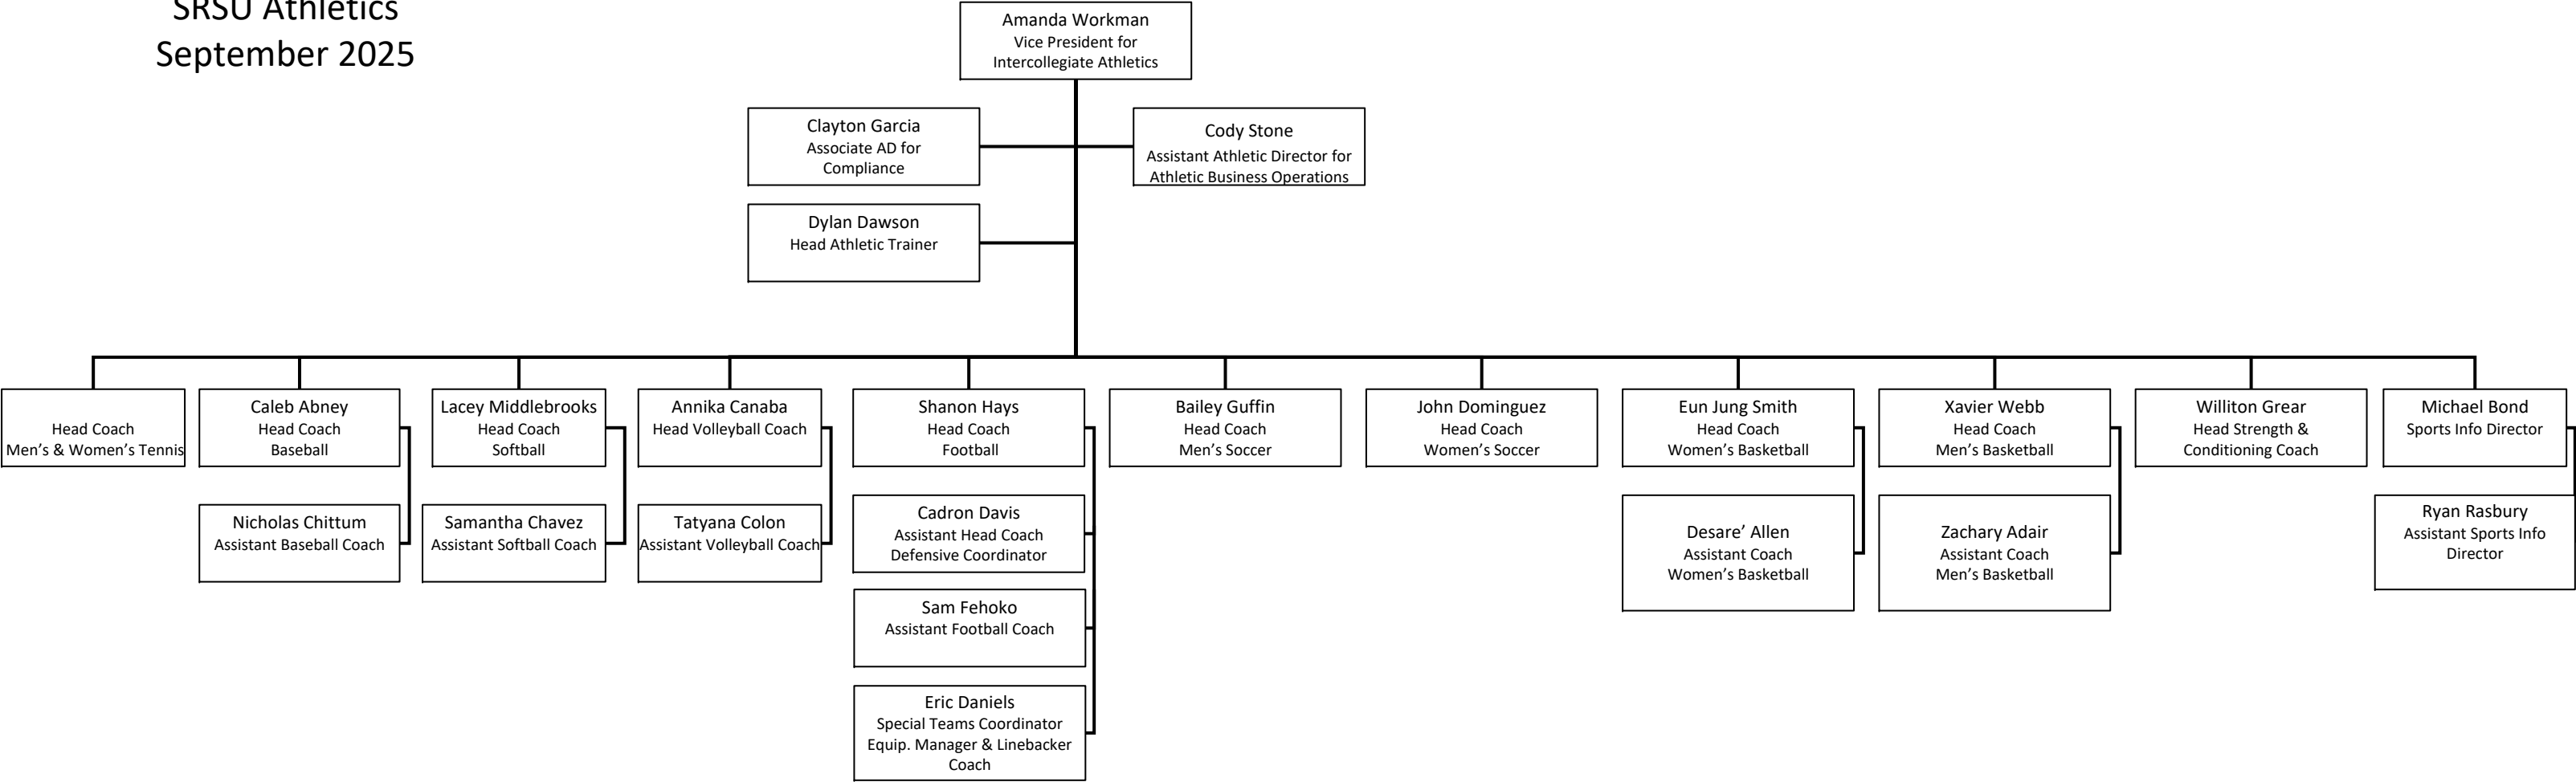 SRSU Athletics
September 2025
Amanda Workman
Vice President for
Intercollegiate Athletics
Clayton Garcia
Associate AD for
Compliance
Cody Stone
Assistant Athletic Director for
Athletic Business Operations
Dylan Dawson
Head Athletic Trainer
Head Coach
Men’s & Women’s Tennis
Caleb Abney
Head Coach
Baseball
Lacey Middlebrooks
Head Coach
Softball
Annika Canaba
Head Volleyball Coach
Shanon Hays
Head Coach
Football
Bailey Guffin
Head Coach
Men’s Soccer
John Dominguez
Head Coach
Women’s Soccer
Eun Jung Smith
Head Coach
Women’s Basketball
Xavier Webb
Head Coach
Men’s Basketball
Williton Grear
Head Strength &
Conditioning Coach
Michael Bond
Sports Info Director
Nicholas Chittum
Assistant Baseball Coach
Samantha Chavez
Assistant Softball Coach
Tatyana Colon
Assistant Volleyball Coach
Cadron Davis
Assistant Head Coach
Defensive Coordinator
Desare’ Allen
Assistant Coach
Women’s Basketball
Zachary Adair
Assistant Coach
Men’s Basketball
Ryan Rasbury
Assistant Sports Info
Director
Sam Fehoko
Assistant Football Coach
Eric Daniels
Special Teams Coordinator
Equip. Manager & Linebacker
Coach